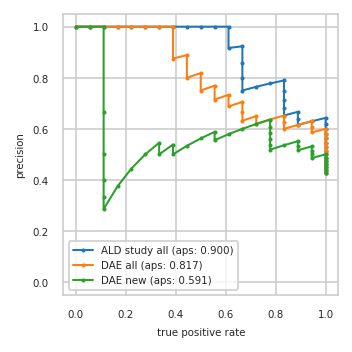 1.0
0.8
0.6
0.4
0.2
0.0
precision
ALD study all (aps: 0.900)
DAE all (aps: 0.817)
DAE new (aps: 0.591)
0.0 0.2 0.4 0.6 0.8 1.0
true positive rate